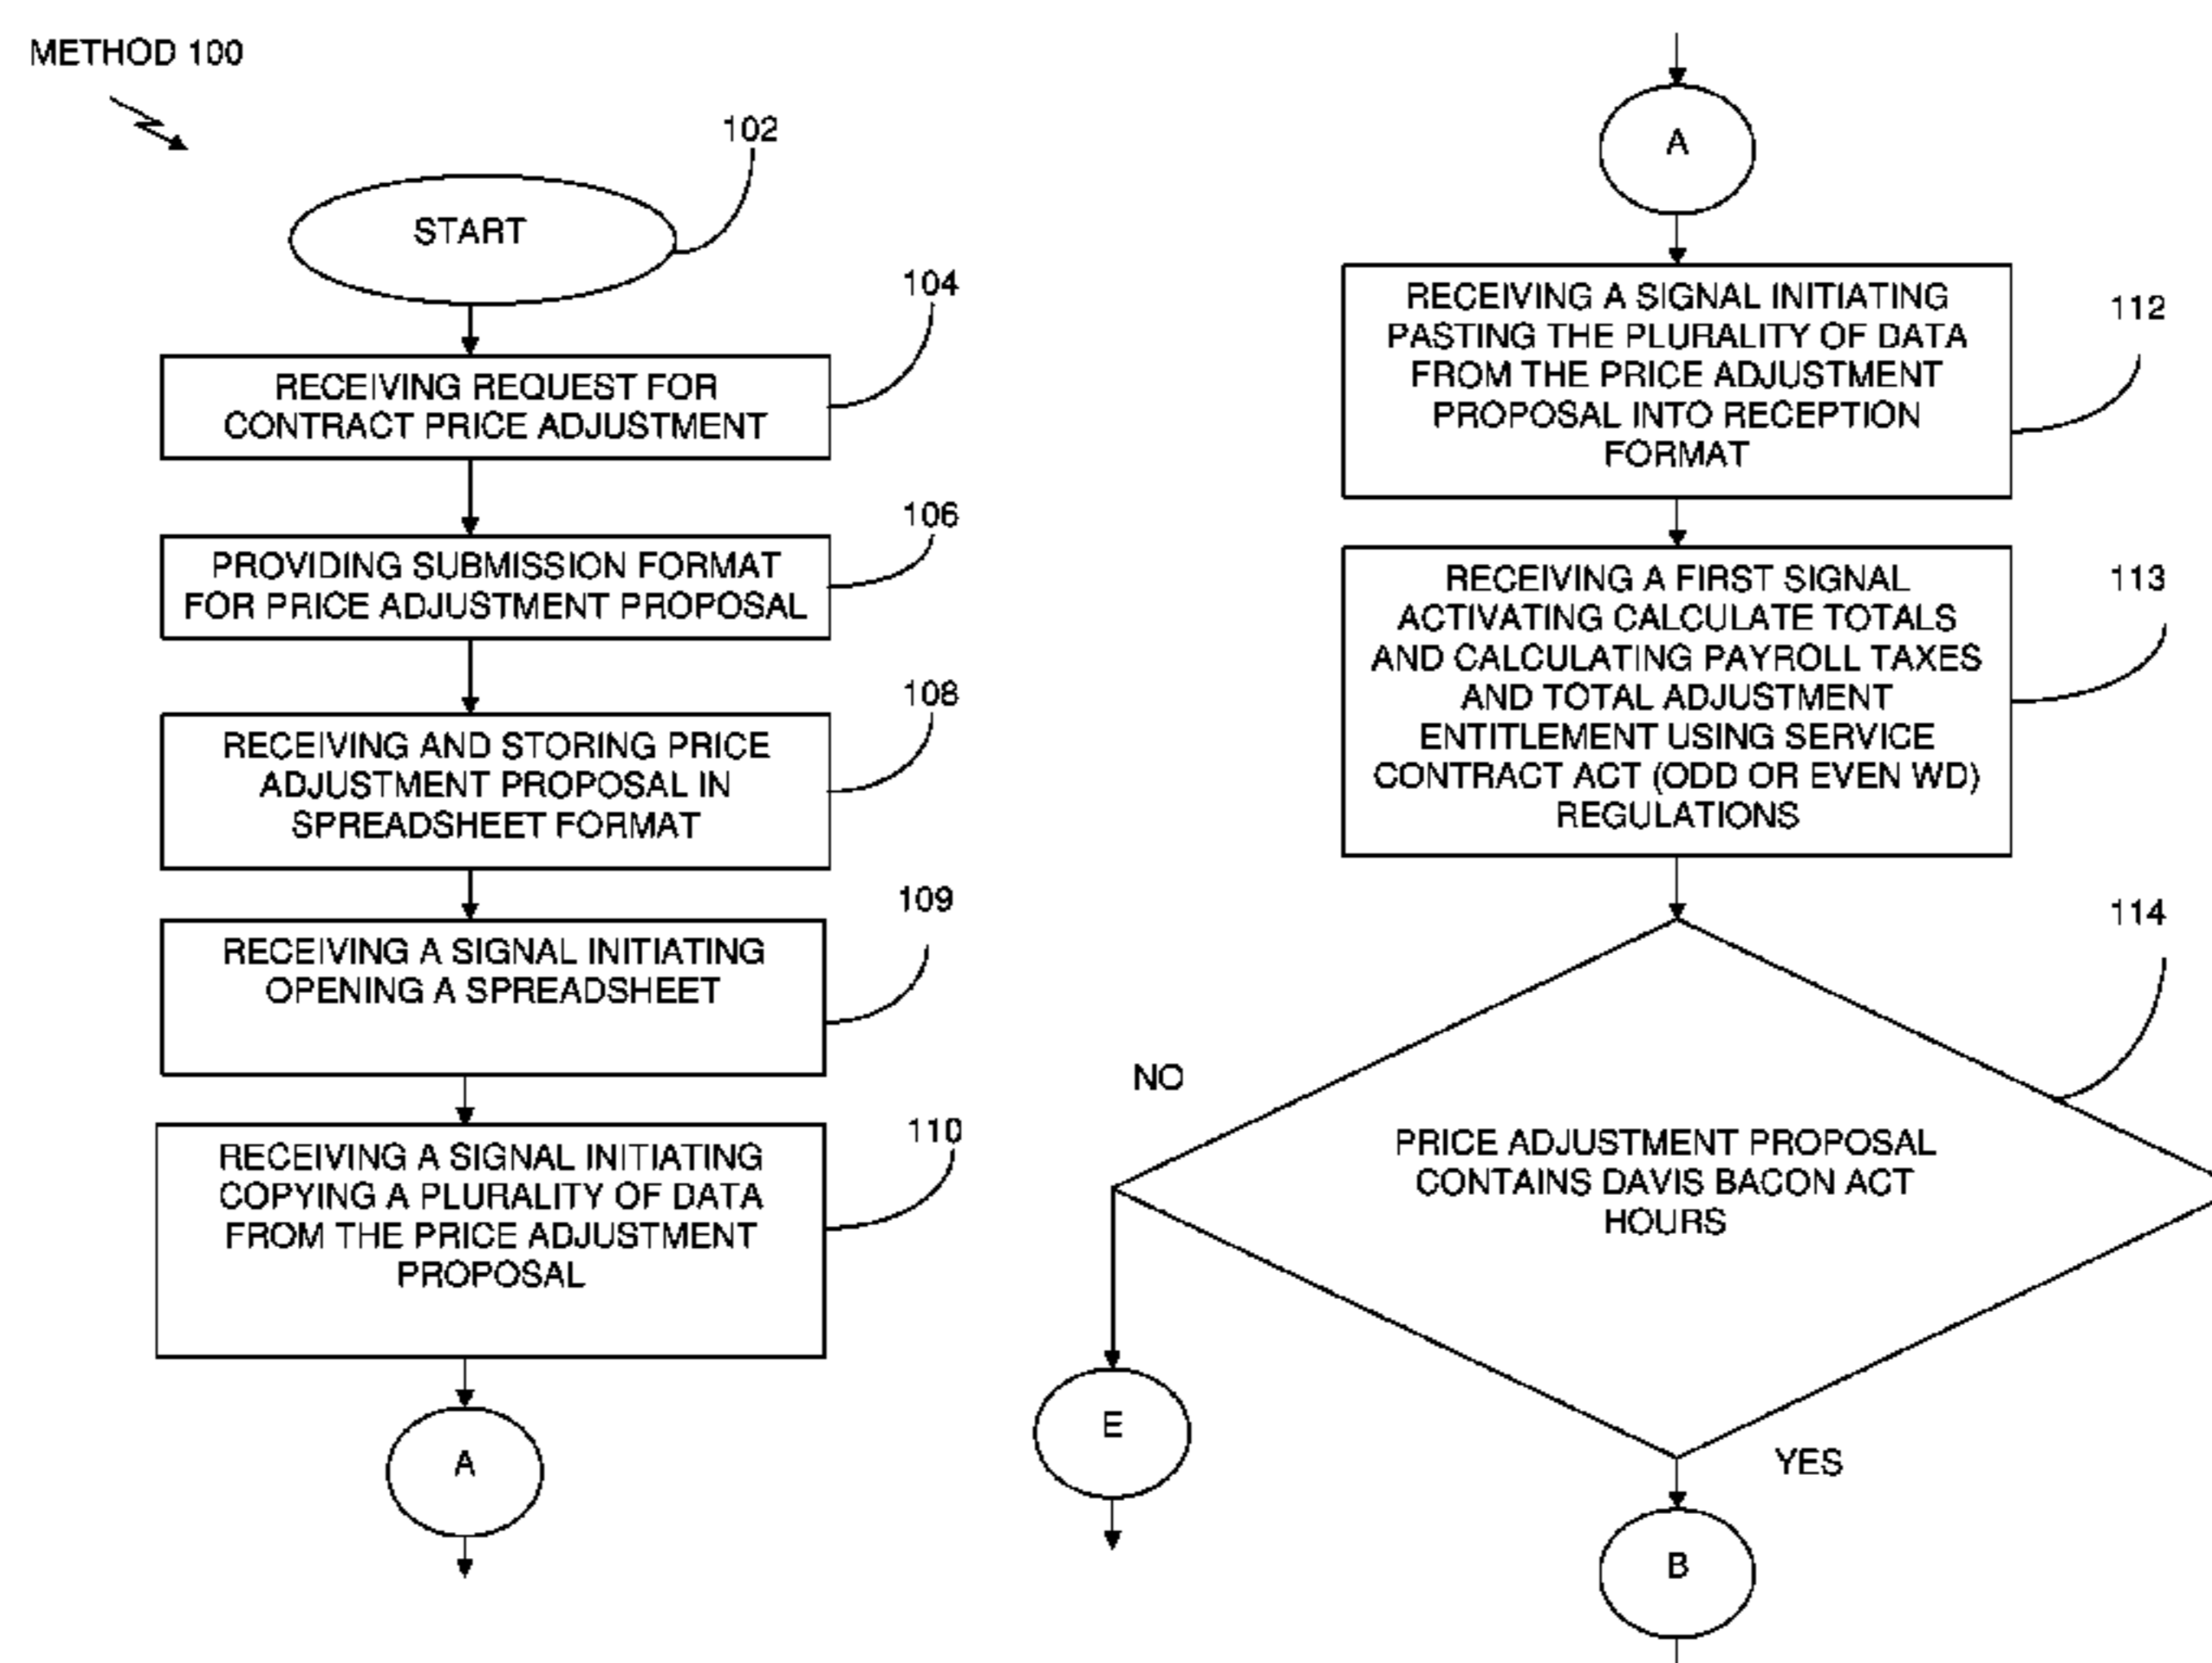 METHOD 100
102
START
104
RECEIVING REQUEST FOR
CONTRACT PRICE ADJUSTMENT
106
PROVIDING SUBMISSION FORMAT
FOR PRICE ADJUSTMENT PROPOSAL
108
RECEIVING AND STORING PRICE
ADJUSTMENT PROPOSAL IN
SPREADSHEET FORMAT
109
RECEIVING A SIGNAL INITIATING
OPENING A SPREADSHEET
110
RECEIVING A SIGNAL INITIATING
COPYING A PLURALITY OF DATA
FROM THE PRICE ADJUSTMENT
PROPOSAL
A
A
112
RECEIVING A SIGNAL INITIATING
PASTING THE PLURALITY OF DATA
FROM THE PRICE ADJUSTMENT
PROPOSAL INTO RECEPTION
FORMAT
113
RECEIVING A FIRST SIGNAL
ACTIVATING CALCULATE TOTALS
AND CALCULATING PAYROLL TAXES
AND TOTAL ADJUSTMENT
ENTITLEMENT USING SERVICE
CONTRACT ACT (ODD OR EVEN WD)
REGULATIONS
114
NO
PRICE ADJUSTMENT PROPOSAL
CONTAINS DAVIS BACON ACT
HOURS
E
YES
B